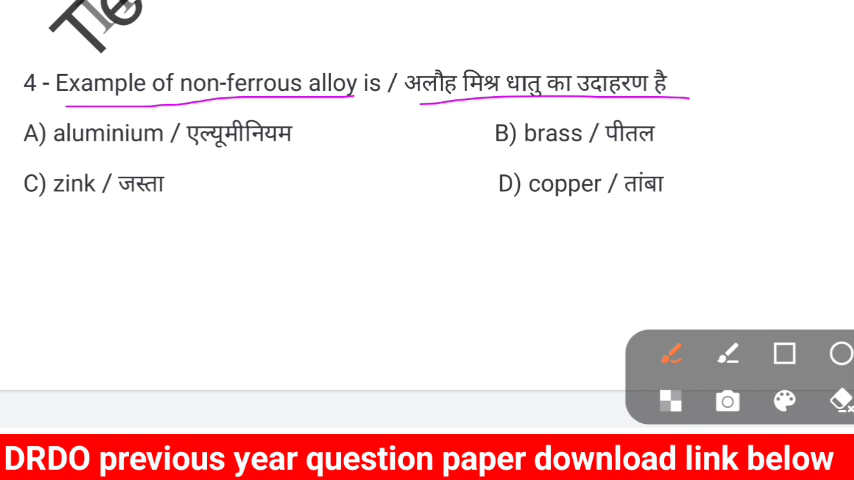 4 - Example of non-ferrous alloy is / अलौह मिश्र धातु का उदाहरण है
A) aluminium / एल्यूमीनियम
B) brass / पीतल
C) zink / जस्ता
D) copper / तांबा
DRDO previous year question paper download link below